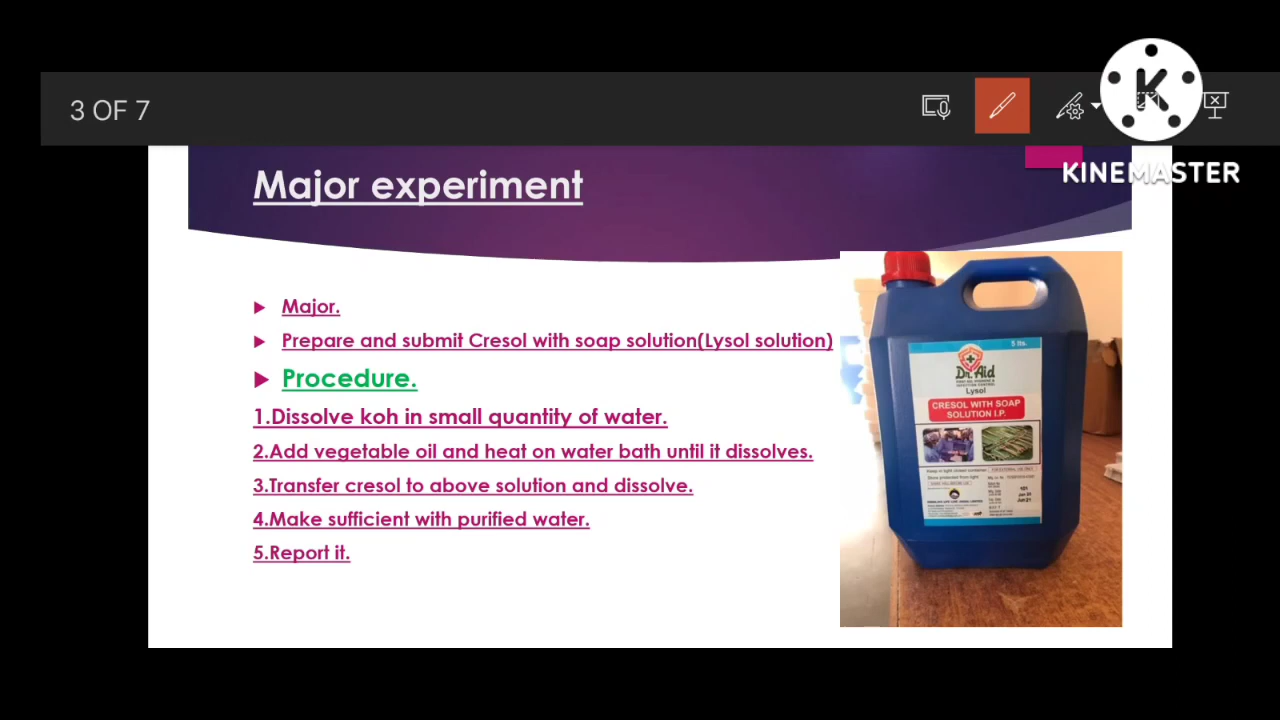 3 OF 7
KINEMASTER
Major experiment
Major.
Prepare and submit Cresol with soap solution(Lysol solution)
Procedure.
1.Dissolve koh in small quantity of water.
2.Add vegetable oil and heat on water bath until it dissolves.
3.Transfer cresol to above solution and dissolve.
4.Make sufficient with purified water.
5.Report it.
5 lts.
Dr. Aid
Lysol
CRESOL WITH SOAP
SOLUTION I.P.